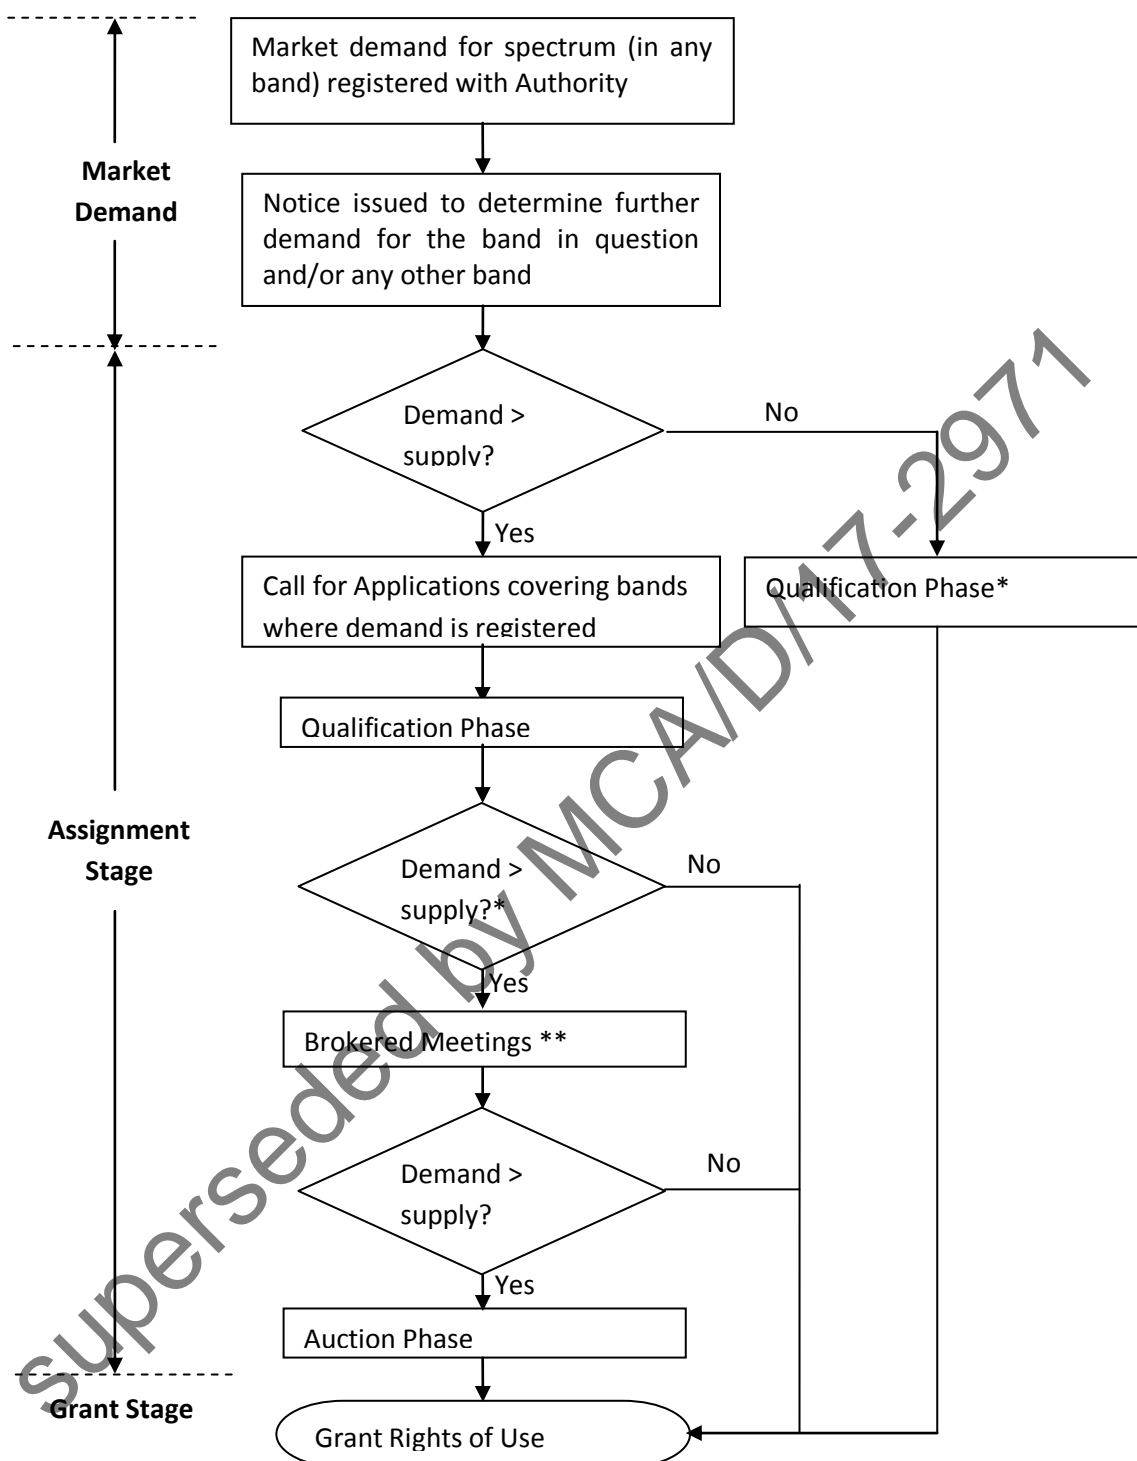 Market demand for spectrum (in any
band) registered with Authority
Market
Demand
Notice issued to determine further
demand for the band in question
and/or any other band
Demand >
supply?
No
Yes
Call for Applications covering bands
where demand is registered
Qualification Phase*
Qualification Phase
Assignment
Stage
Demand >
supply?*
No
Yes
Brokered Meetings **
Demand >
supply?
No
Yes
Auction Phase
Grant Stage
Grant Rights of Use
superseded by MCA/D/17-2971